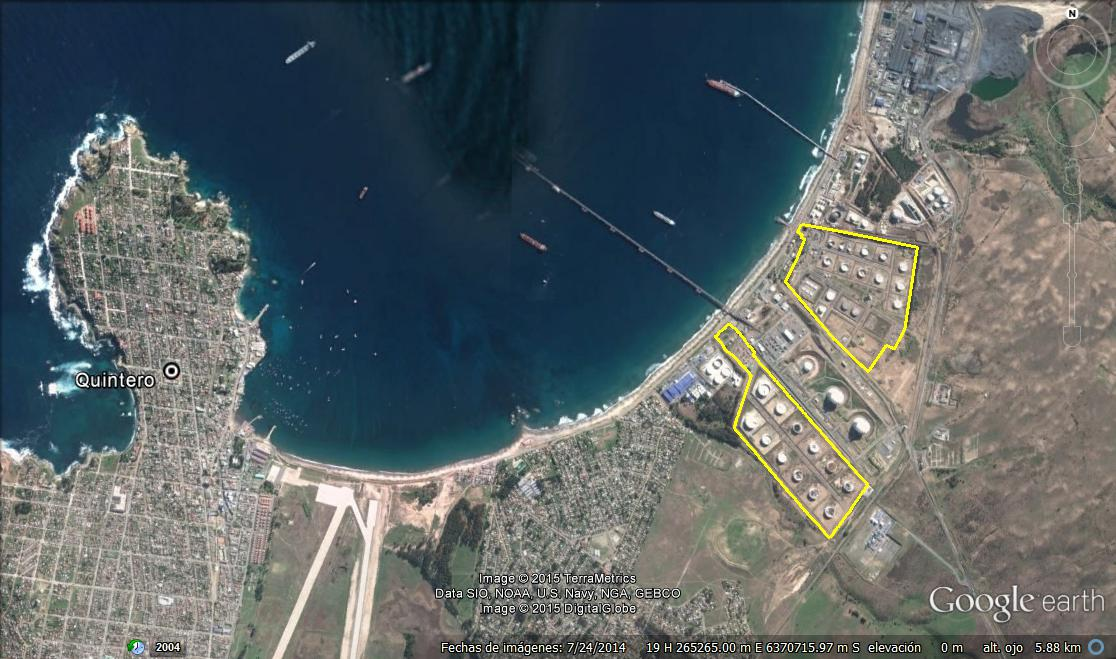 N
Quintero
Image © 2015 TerraMetrics
Data SIO, NOAA, U.S. Navy, NGA, GEBCO
Image © 2015 DigitalGlobe
Google earth
2004
Fechas de imágenes: 7/24/2014 19 H 265265.00 m E 6370715.97 m S elevación 0 m alt. ojo 5.88 km